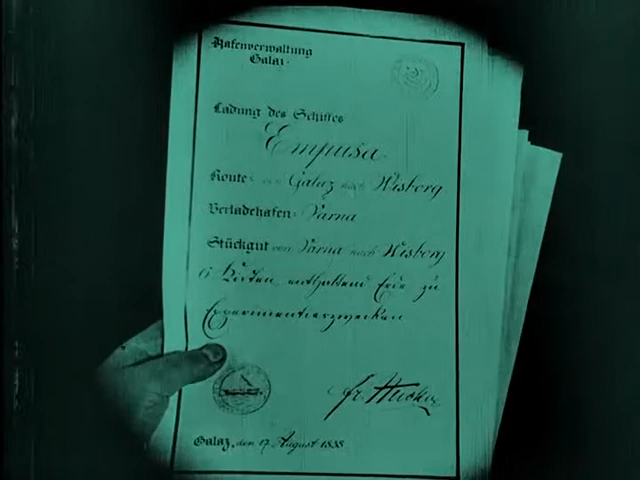 Hafenverwaltung
Galaz.
Ladung des Schiffes
Empusa
Route: von Galaz nach Wisborg
Verladehafen: Varna
Stückgut von Varna nach Wisborg
6 Kisten enthaltend Erde zu
Experimentierzwecken
Galaz, den 17. August 1838